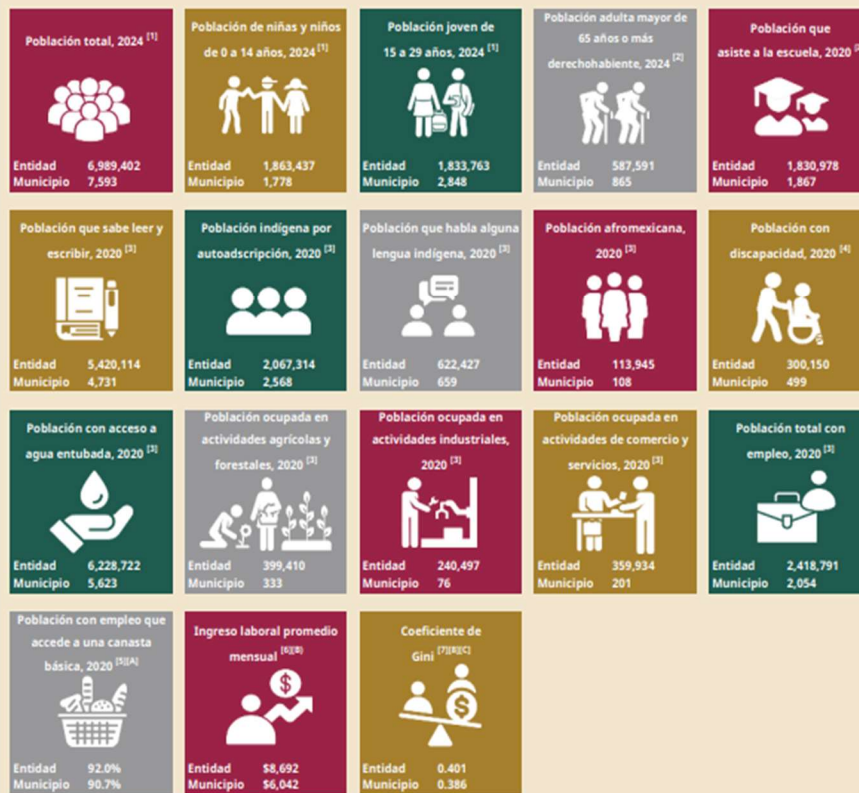 Población total, 2024 [1]
Entidad 6,989,402
Municipio 7,593
Población de niñas y niños
de 0 a 14 años, 2024 [1]
Entidad 1,863,437
Municipio 1,778
Población joven de
15 a 29 años, 2024 [1]
Entidad 1,833,763
Municipio 2,848
Población adulta mayor de
65 años o más
derechohabiente, 2024 [2]
Entidad 587,591
Municipio 865
Población que
asiste a la escuela, 2020
Entidad 1,830,978
Municipio 1,867
Población que sabe leer y
escribir, 2020 [3]
Entidad 5,420,114
Municipio 4,731
Población indígena por
autoadscripción, 2020 [3]
Entidad 2,067,314
Municipio 2,568
Población que habla alguna
lengua indígena, 2020 [3]
Entidad 622,427
Municipio 659
Población afromexicana,
2020 [3]
Entidad 113,945
Municipio 108
Población con
discapacidad, 2020 [4]
Entidad 300,150
Municipio 499
Población con acceso a
agua entubada, 2020 [3]
Entidad 6,228,722
Municipio 5,623
Población ocupada en
actividades agrícolas y
forestales, 2020 [3]
Entidad 399,410
Municipio 333
Población ocupada en
actividades industriales,
2020 [3]
Entidad 240,497
Municipio 76
Población ocupada en
actividades de comercio y
servicios, 2020 [3]
Entidad 359,934
Municipio 201
Población total con
empleo, 2020 [3]
Entidad 2,418,791
Municipio 2,054
Población con empleo que
accede a una canasta
básica, 2020 [5][A]
Entidad 92.0%
Municipio 90.7%
Ingreso laboral promedio
mensual [6][B]
$
Entidad $8,692
Municipio $6,042
Coeficiente de
Gini [7][B][C]
$
Entidad 0.401
Municipio 0.386